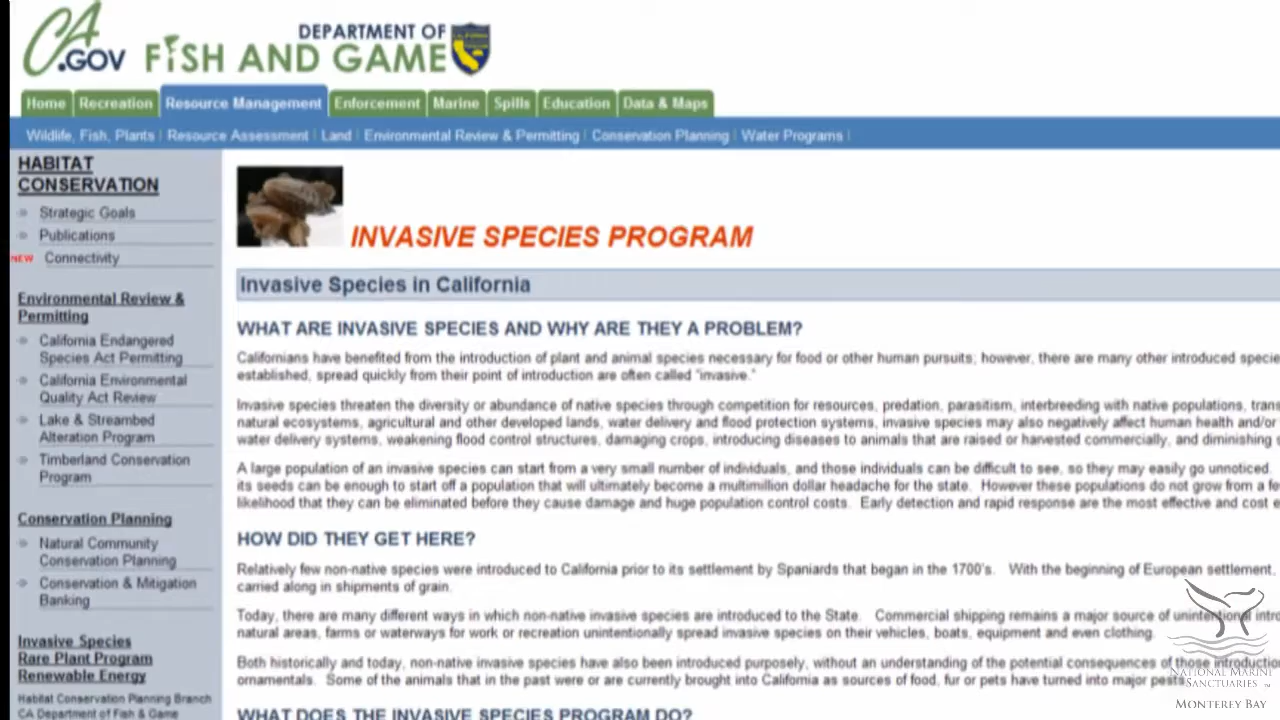 CA
.GOV
DEPARTMENT OF
FISH AND GAME
Home Recreation Resource Management Enforcement Marine Spills Education Data & Maps
Wildlife, Fish, Plants | Resource Assessment | Land | Environmental Review & Permitting | Conservation Planning | Water Programs |
HABITAT
CONSERVATION
Strategic Goals
Publications
NEW Connectivity
Environmental Review &
Permitting
California Endangered
Species Act Permitting
California Environmental
Quality Act Review
Lake & Streambed
Alteration Program
Timberland Conservation
Program
Conservation Planning
Natural Community
Conservation Planning
Conservation & Mitigation
Banking
Invasive Species
Rare Plant Program
Renewable Energy
Habitat Conservation Planning Branch
CA Department of Fish & Game
INVASIVE SPECIES PROGRAM
Invasive Species in California
WHAT ARE INVASIVE SPECIES AND WHY ARE THEY A PROBLEM?
Californians have benefited from the introduction of plant and animal species necessary for food or other human pursuits; however, there are many other introduced specie
established, spread quickly from their point of introduction are often called "invasive."
Invasive species threaten the diversity or abundance of native species through competition for resources, predation, parasitism, interbreeding with native populations, tran
natural ecosystems, agricultural and other developed lands, water delivery and flood protection systems, invasive species may also negatively affect human health and/or
water delivery systems, weakening flood control structures, damaging crops, introducing diseases to animals that are raised or harvested commercially, and diminishing
A large population of an invasive species can start from a very small number of individuals, and those individuals can be difficult to see, so they may easily go unnoticed.
its seeds can be enough to start off a population that will ultimately become a multimillion dollar headache for the state. However these populations do not grow from a fe
likelihood that they can be eliminated before they cause damage and huge population control costs. Early detection and rapid response are the most effective and cost e
HOW DID THEY GET HERE?
Relatively few non-native species were introduced to California prior to its settlement by Spaniards that began in the 1700's. With the beginning of European settlement,
carried along in shipments of grain.
Today, there are many different ways in which non-native invasive species are introduced to the State. Commercial shipping remains a major source of unintentional intro
natural areas, farms or waterways for work or recreation unintentionally spread invasive species on their vehicles, boats, equipment and even clothing.
Both historically and today, non-native invasive species have also been introduced purposely, without an understanding of the potential consequences of those introductio
ornamentals. Some of the animals that in the past were or are currently brought into California as sources of food, fur or pets have turned into major pests.
WHAT DOES THE INVASIVE SPECIES PROGRAM DO?
NATIONAL MARINE
SANCTUARIES
MONTEREY BAY